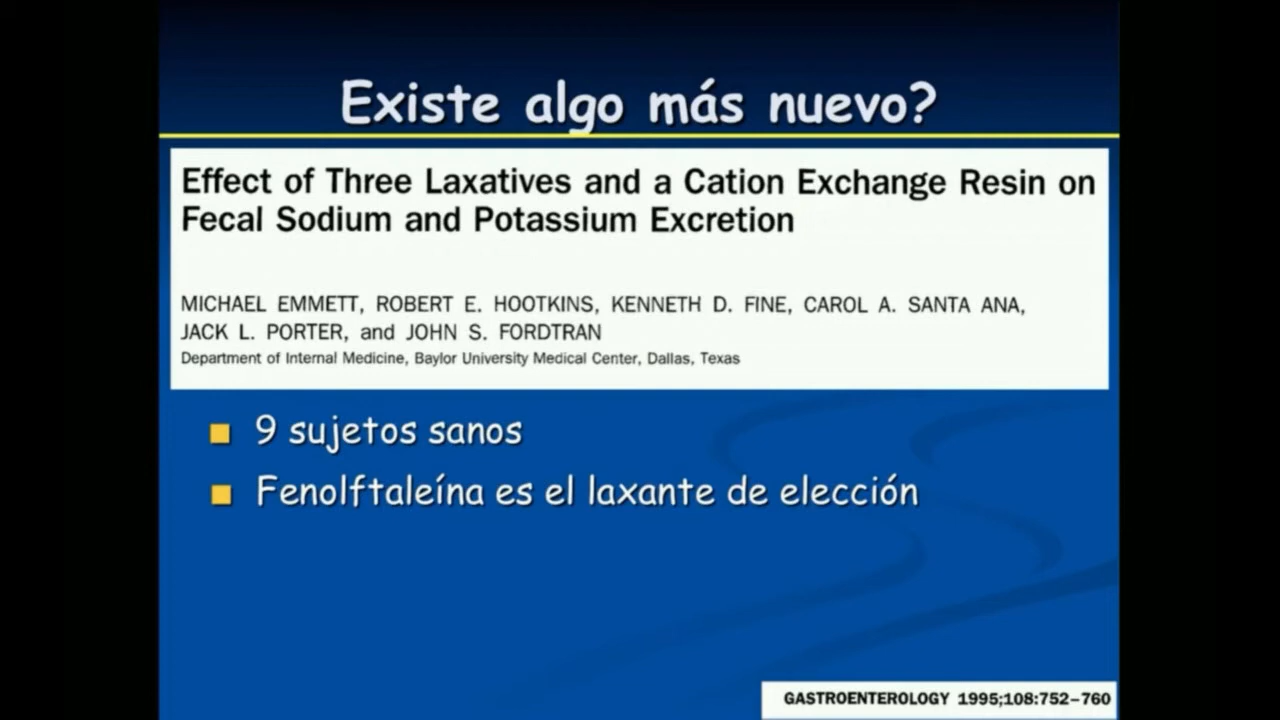 Existe algo más nuevo?
Effect of Three Laxatives and a Cation Exchange Resin on
Fecal Sodium and Potassium Excretion
MICHAEL EMMETT, ROBERT E. HOOTKINS, KENNETH D. FINE, CAROL A. SANTA ANA,
JACK L. PORTER, and JOHN S. FORDTRAN
Department of Internal Medicine, Baylor University Medical Center, Dallas, Texas
9 sujetos sanos
Fenolftaleína es el laxante de elección
GASTROENTEROLOGY 1995;108:752–760